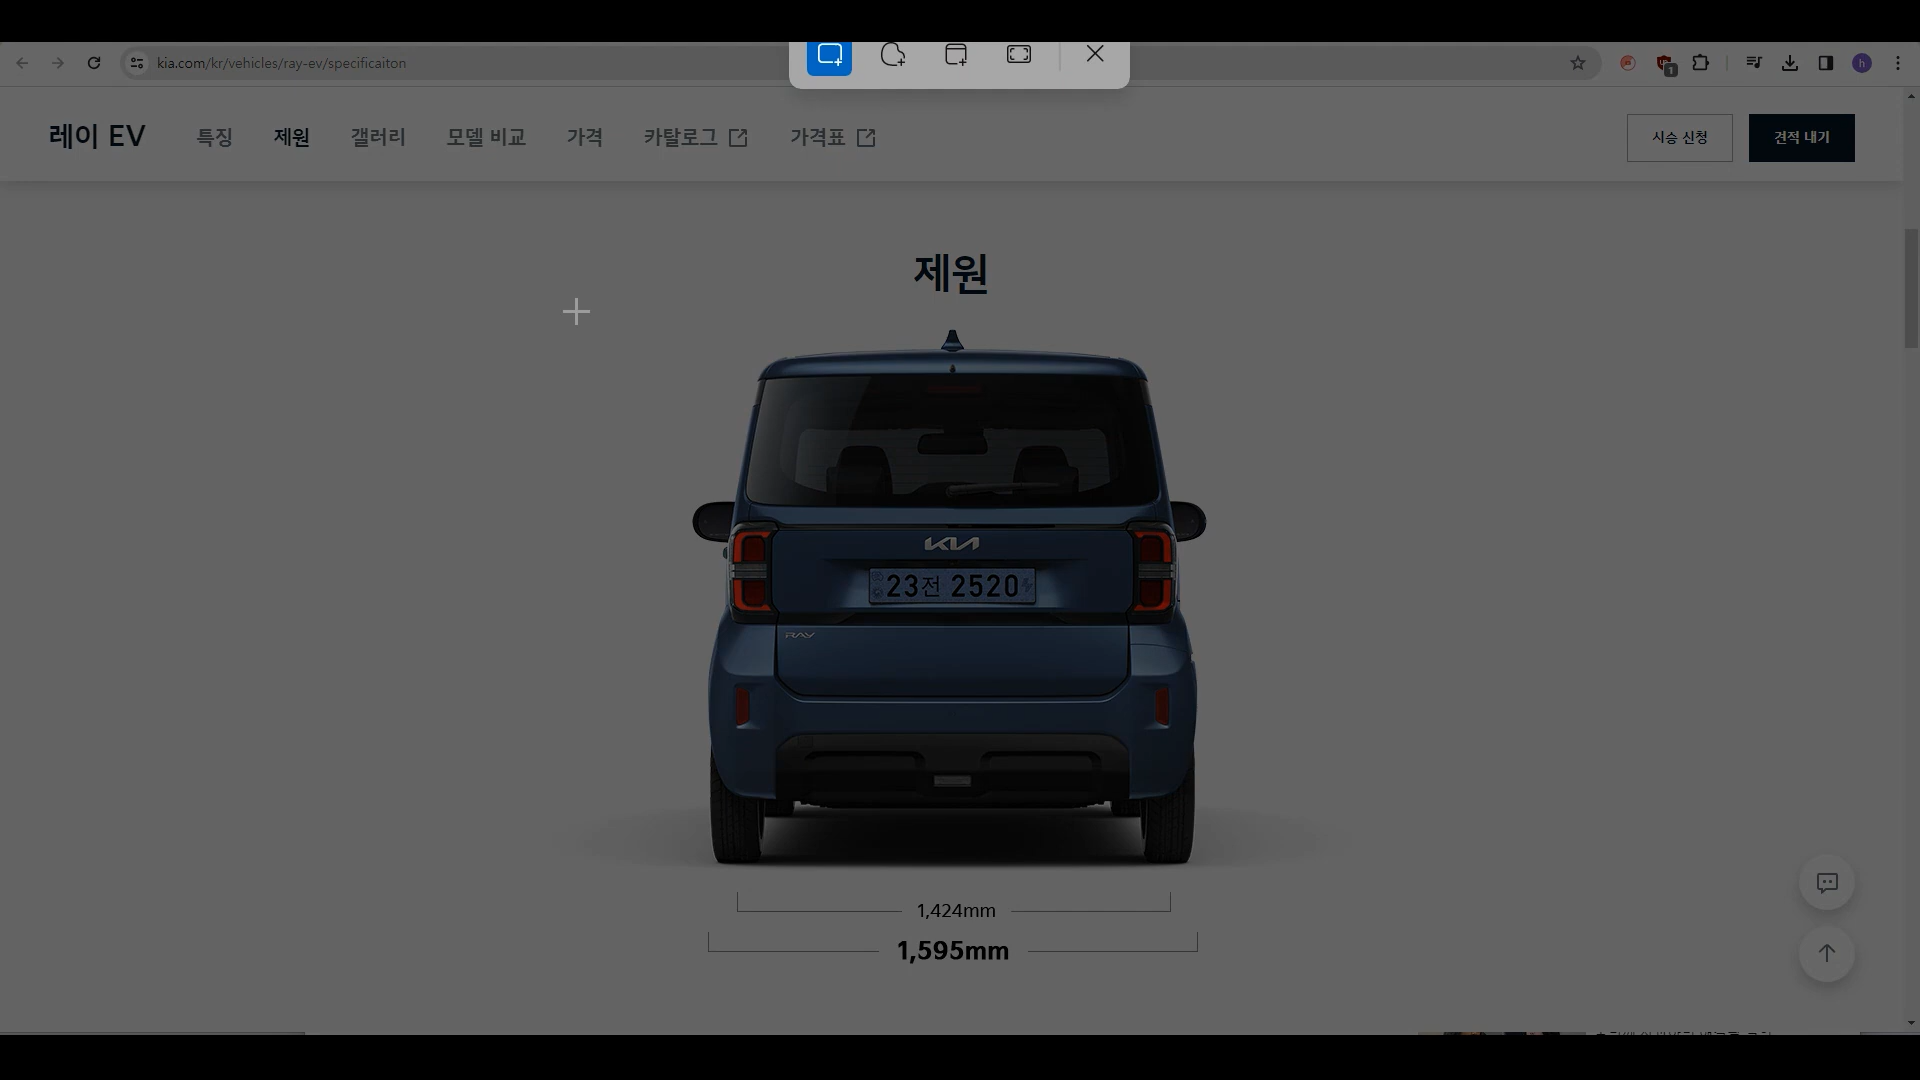 kia.com/kr/vehicles/ray-ev/specificaiton
1
h
레이 EV
특징
제원
갤러리
모델 비교
가격
카탈로그
가격표
시승 신청
견적 내기
제원
KIA
23전 2520
RAY
1,424mm
1,595mm